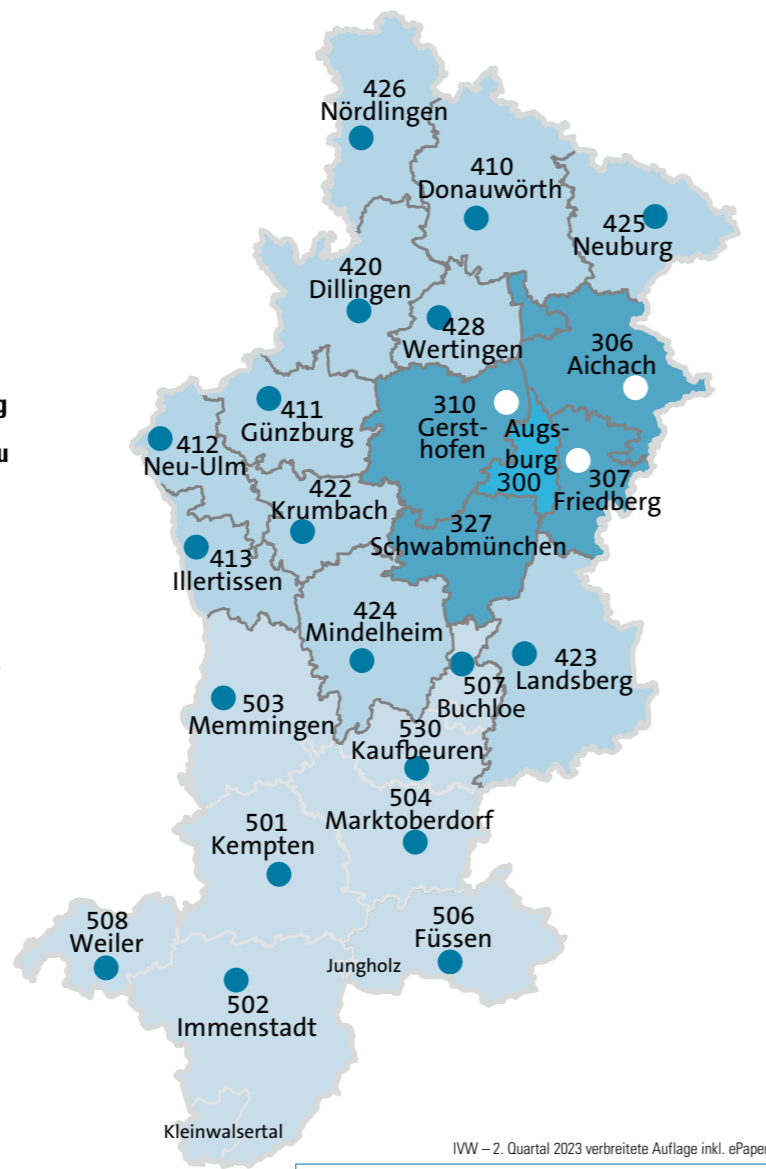 426
Nördlingen
410
Donauwörth
425
Neuburg
420
Dillingen
428
Wertingen
306
Aichach
310
Gerst-
hofen
Augs-
burg
300
411
Günzburg
g
412
Neu-Ulm
u
307
Friedberg
422
Krumbach
327
Schwabmünchen
413
Illertissen
424
Mindelheim
423
Landsberg
507
Buchloe
503
Memmingen
530
Kaufbeuren
504
Marktoberdorf
501
Kempten
506
Füssen
508
Weiler
Jungholz
502
Immenstadt
Kleinwalsertal
IVW – 2. Quartal 2023 verbreitete Auflage inkl. ePaper